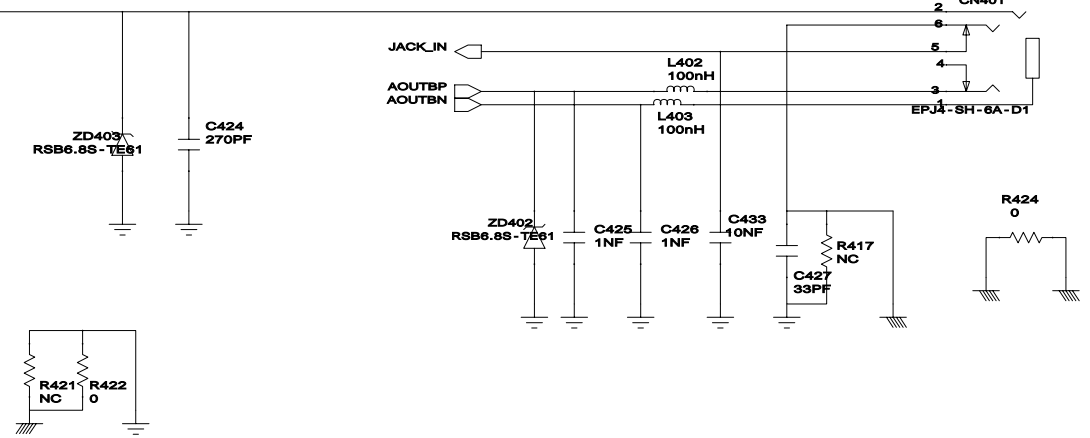 CN401
2
6
JACK_IN
5
4
L402
100nH
AOUTBP
3
AOUTBN
1
EPJ4-SH-6A-D1
L403
100nH
C424
270PF
ZD403
RSB6.8S-TE61
R424
0
ZD402
RSB6.8S-TE61
C425
1NF
C426
1NF
C433
10NF
R417
NC
C427
33PF
R421
NC
R422
0